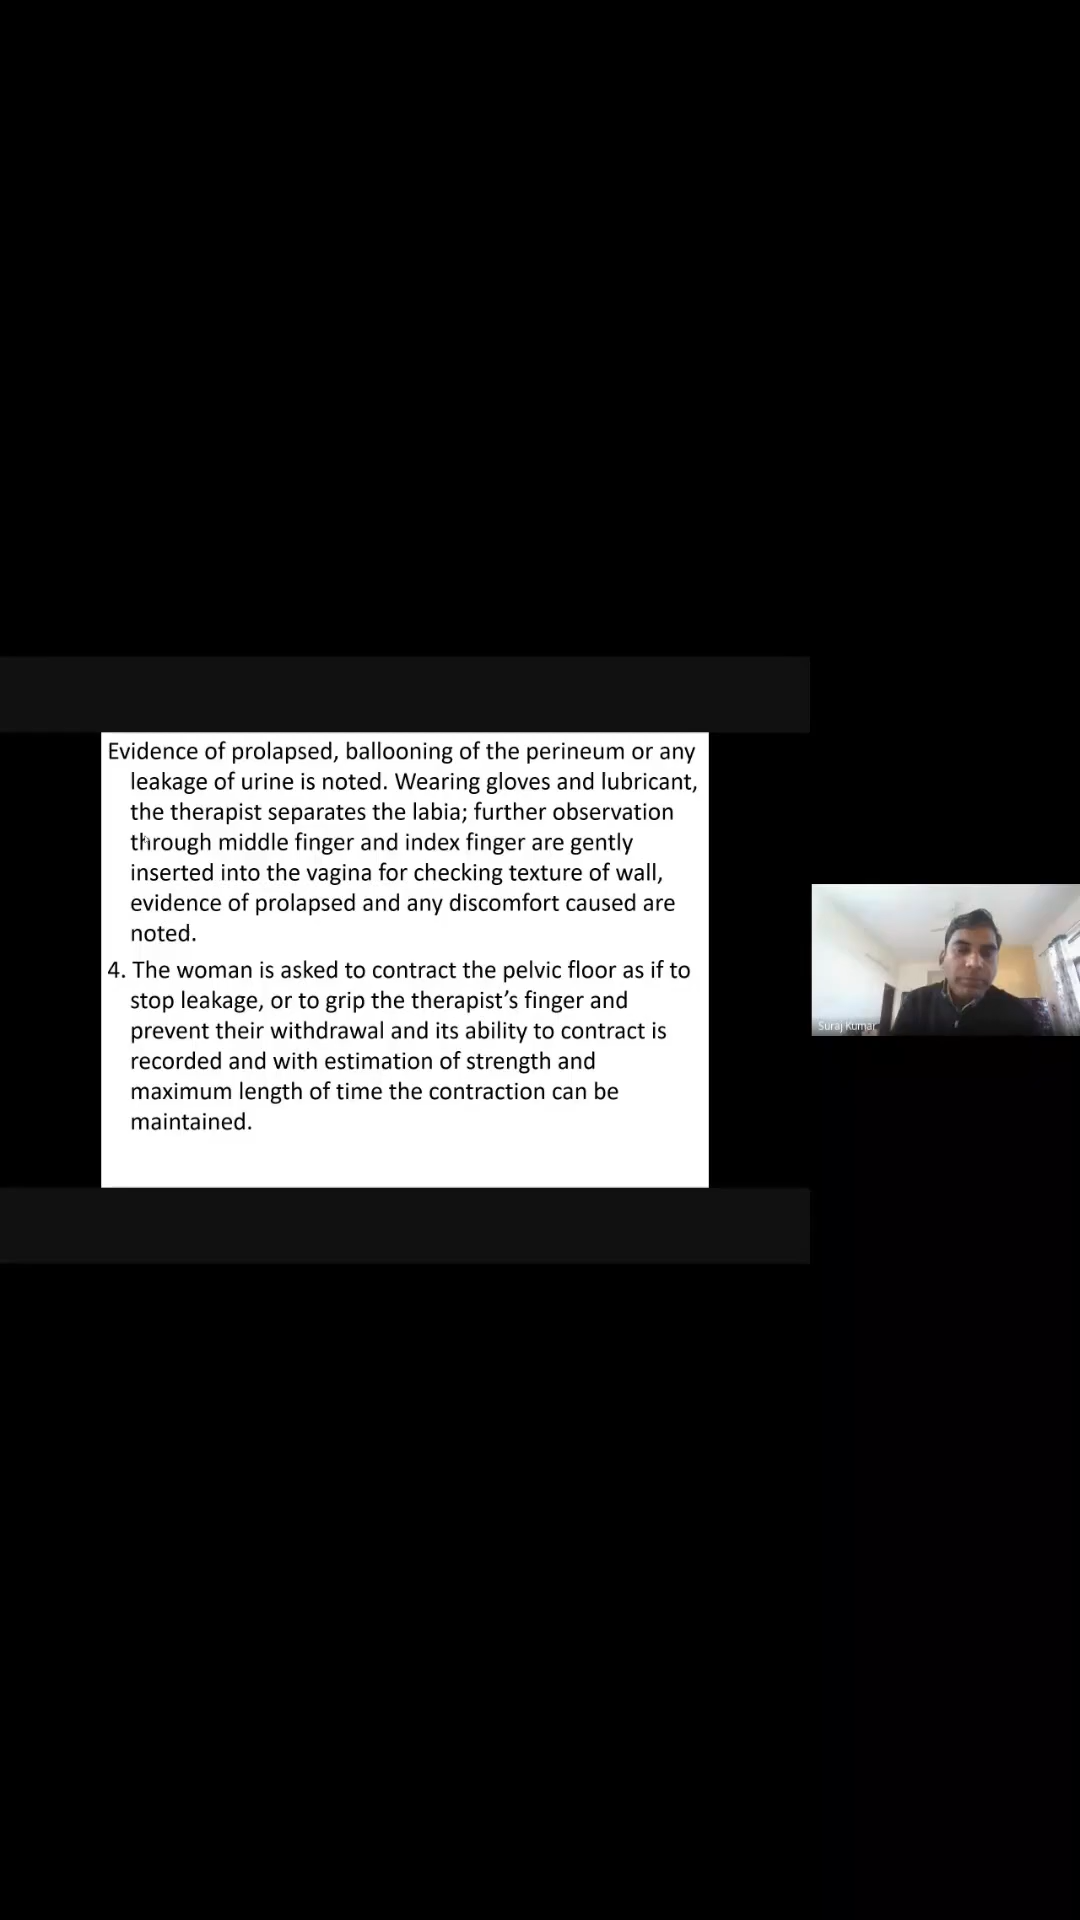 Evidence of prolapsed, ballooning of the perineum or any
leakage of urine is noted. Wearing gloves and lubricant,
the therapist separates the labia; further observation
through middle finger and index finger are gently
inserted into the vagina for checking texture of wall,
evidence of prolapsed and any discomfort caused are
noted.
4. The woman is asked to contract the pelvic floor as if to
stop leakage, or to grip the therapist’s finger and
prevent their withdrawal and its ability to contract is
recorded and with estimation of strength and
maximum length of time the contraction can be
maintained.
Suraj Kumar